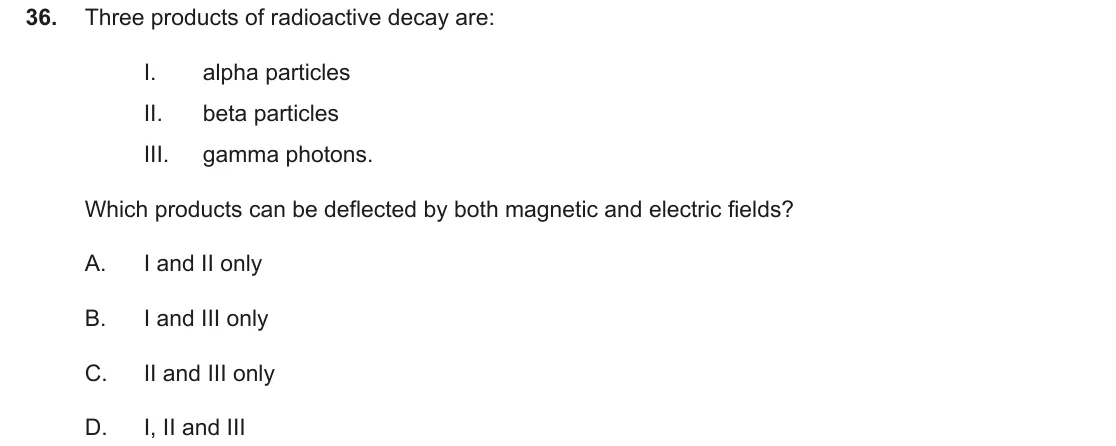 36. Three products of radioactive decay are:
I. alpha particles
II. beta particles
III. gamma photons.
Which products can be deflected by both magnetic and electric fields?
A. I and II only
B. I and III only
C. II and III only
D. I, II and III